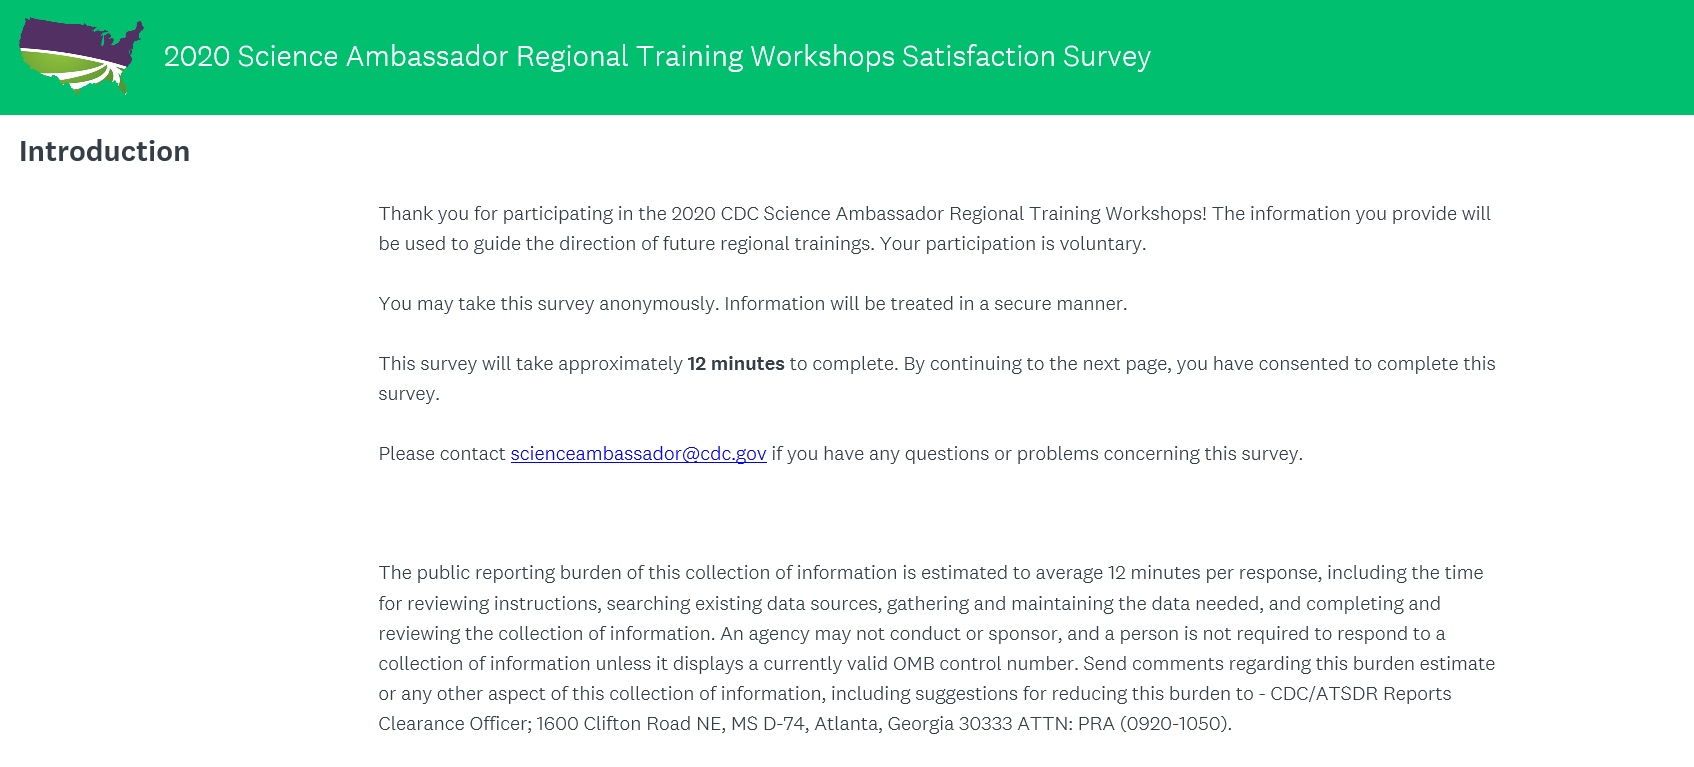 2020 Science Ambassador Regional Training Workshops Satisfaction Survey
Introduction
Thank you for participating in the 2020 CDC Science Ambassador Regional Training Workshops! The information you provide will
be used to guide the direction of future regional trainings. Your participation is voluntary.
You may take this survey anonymously. Information will be treated in a secure manner.
This survey will take approximately 12 minutes to complete. By continuing to the next page, you have consented to complete this
survey.
Please contact scienceambassador@cdc.gov if you have any questions or problems concerning this survey.
The public reporting burden of this collection of information is estimated to average 12 minutes per response, including the time
for reviewing instructions, searching existing data sources, gathering and maintaining the data needed, and completing and
reviewing the collection of information. An agency may not conduct or sponsor, and a person is not required to respond to a
collection of information unless it displays a currently valid OMB control number. Send comments regarding this burden estimate
or any other aspect of this collection of information, including suggestions for reducing this burden to - CDC/ATSDR Reports
Clearance Officer; 1600 Clifton Road NE, MS D-74, Atlanta, Georgia 30333 ATTN: PRA (0920-1050).